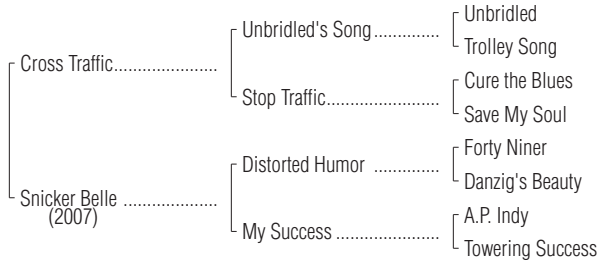 Unbridled
Unbridled's Song..............
Trolley Song
Cross Traffic......................
Cure the Blues
Stop Traffic........................
Save My Soul
Forty Niner
Distorted Humor ..............
Danzig's Beauty
Snicker Belle ....................
(2007)
A.P. Indy
My Success ......................
Towering Success